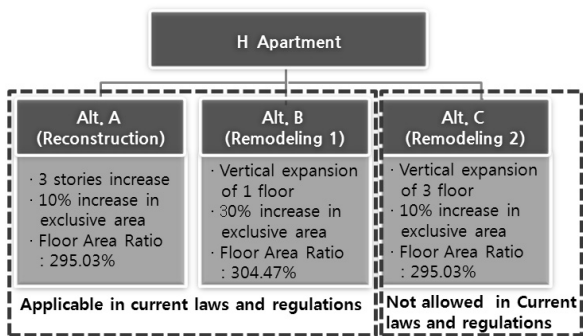 H Apartment
Alt. A
(Reconstruction)
· 3 stories increase
· 10% increase in
exclusive area
· Floor Area Ratio
: 295.03%
Alt. B
(Remodeling 1)
· Vertical expansion
of 1 floor
· 30% increase in
exclusive area
· Floor Area Ratio
: 304.47%
Alt. C
(Remodeling 2)
· Vertical expansion
of 3 floor
· 10% increase in
exclusive area
· Floor Area Ratio
: 295.03%
Applicable in current laws and regulations
Not allowed in Current
laws and regulations